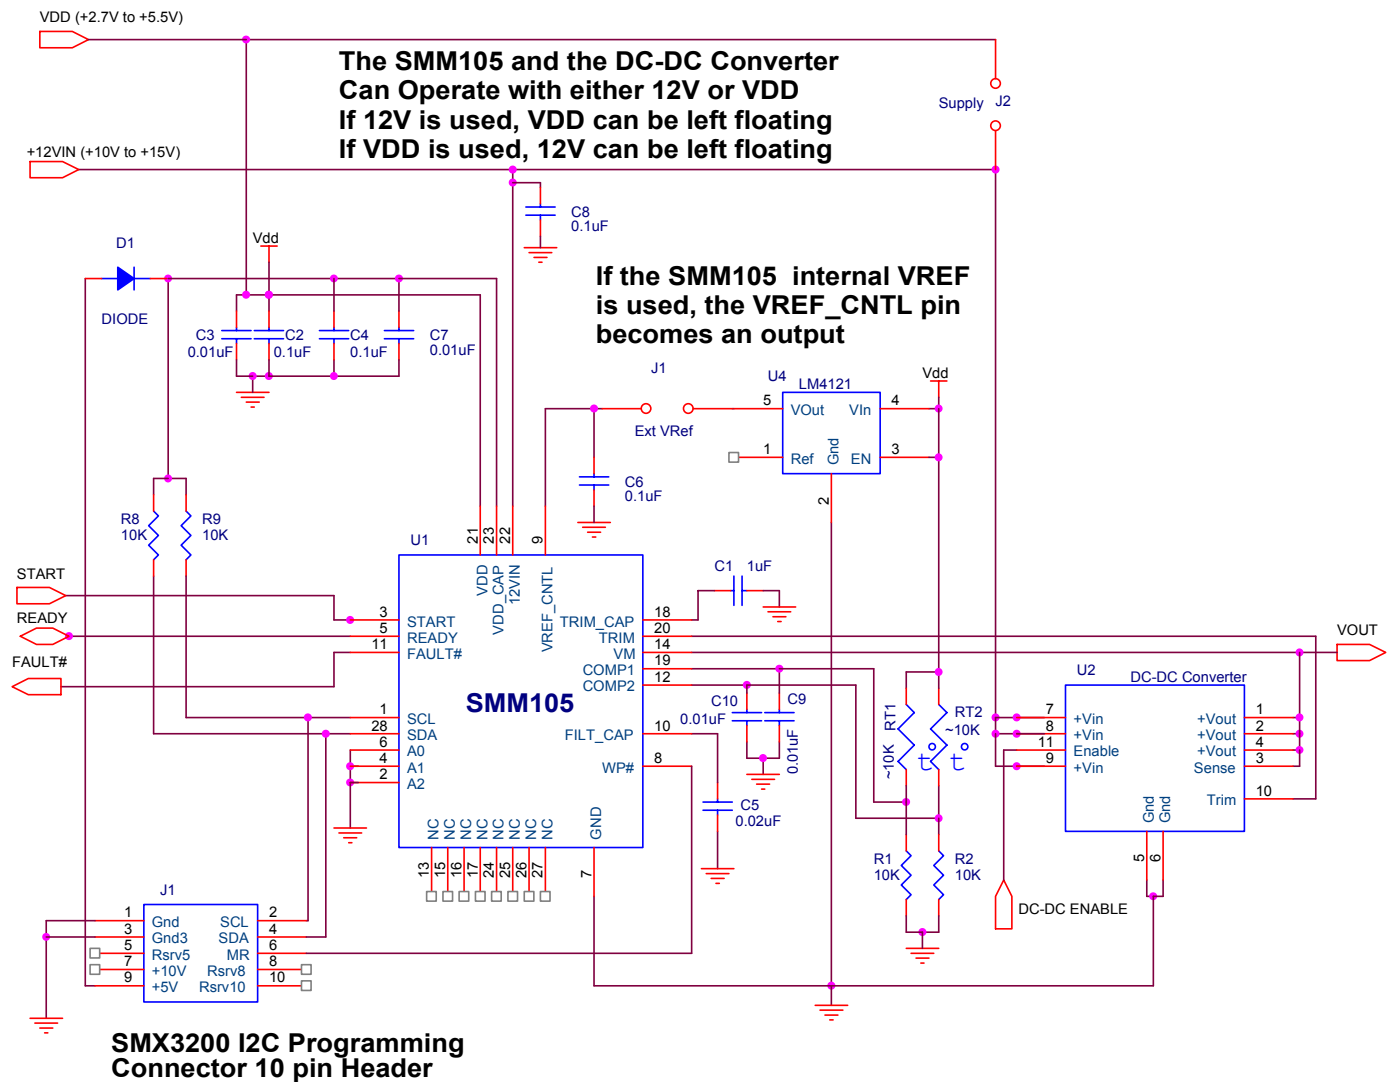 VDD (+2.7V to +5.5V)
The SMM105 and the DC-DC Converter
Can Operate with either 12V or VDD
If 12V is used, VDD can be left floating
If VDD is used, 12V can be left floating
Supply J2
+12VIN (+10V to +15V)
C8
0.1uF
D1
DIODE
Vdd
C3
0.01uF
C2
0.1uF
C4
0.1uF
C7
0.01uF
If the SMM105 internal VREF
is used, the VREF_CNTL pin
becomes an output
J1
Ext VRef
U4
LM4121
Vdd
5 VOut VIn 4
1 Ref Gnd EN 3
2
C6
0.1uF
R8
10K
R9
10K
U1
21 23 22 9
VDD VDD_CAP 12VIN VREF_CNTL
START
READY
FAULT#
3 START
5 READY
11 FAULT#
1 SCL
28 SDA
6 A0
4 A1
2 A2
SMM105
TRIM_CAP 18
TRIM 20
VM 14
COMP1 19
COMP2 12
FILT_CAP 10
WP# 8
NC NC NC NC NC NC NC NC
13 15 16 17 24 25 26 27
GND
7
C1 1uF
C10
0.01uF
C9
0.01uF
C5
0.02uF
RT1
~10K
t°
RT2
~10K
t°
R1
10K
R2
10K
VOUT
U2
DC-DC Converter
7 +Vin
8 +Vin
11 Enable
9 +Vin
+Vout 1
+Vout 2
+Vout 4
Sense 3
Trim 10
Gnd Gnd
5 6
DC-DC ENABLE
J1
1 Gnd SCL 2
3 Gnd3 SDA 4
5 Rsrv5 MR 6
7 +10V Rsrv8 8
9 +5V Rsrv10 10
SMX3200 I2C Programming
Connector 10 pin Header